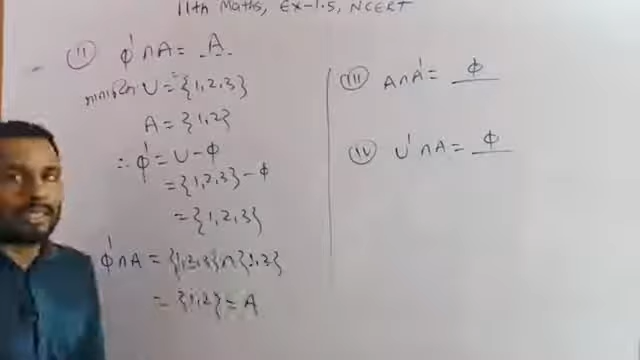 11th Maths, Ex-1.5, NCERT
(ii) ϕ' ∩ A = A
U = {1,2,3}
A = {1,2}
∴ ϕ' = U - ϕ
= {1,2,3} - ϕ
= {1,2,3}
ϕ' ∩ A = {1,2,3} ∩ {1,2}
= {1,2} = A
(iii) A ∩ A' = ϕ
(iv) U' ∩ A = ϕ